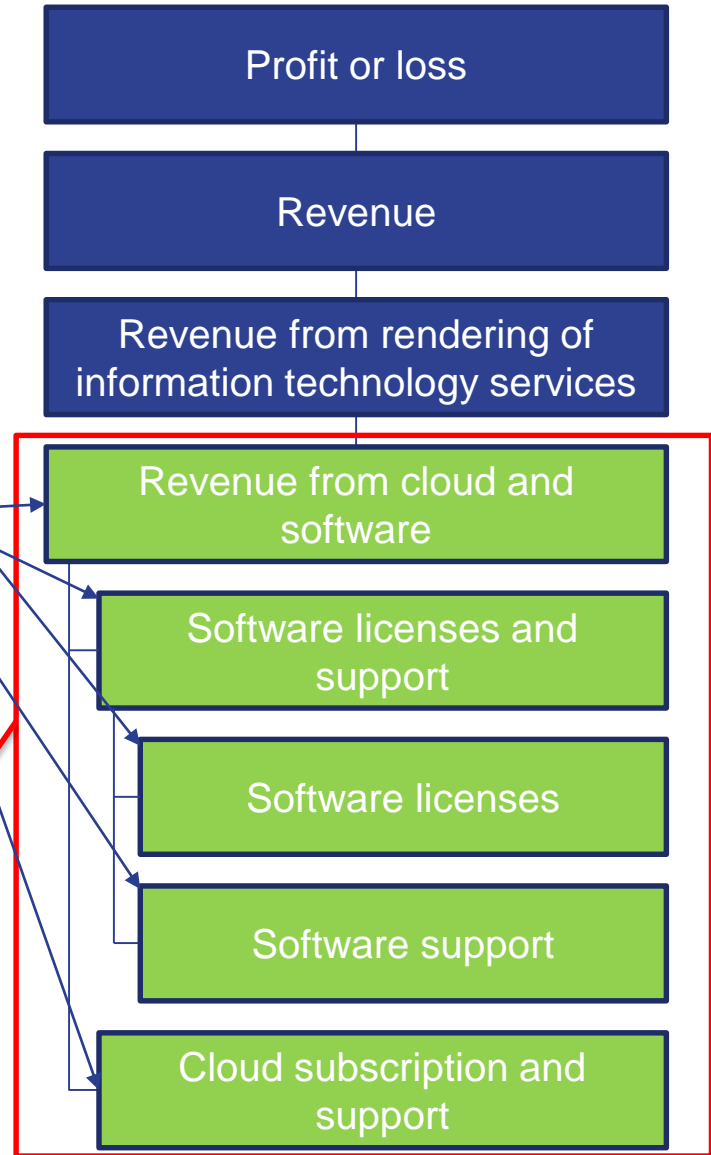 Profit or loss
Revenue
Revenue from rendering of
information technology services
Revenue from cloud and
software
Software licenses and
support
Software licenses
Software support
Cloud subscription and
support